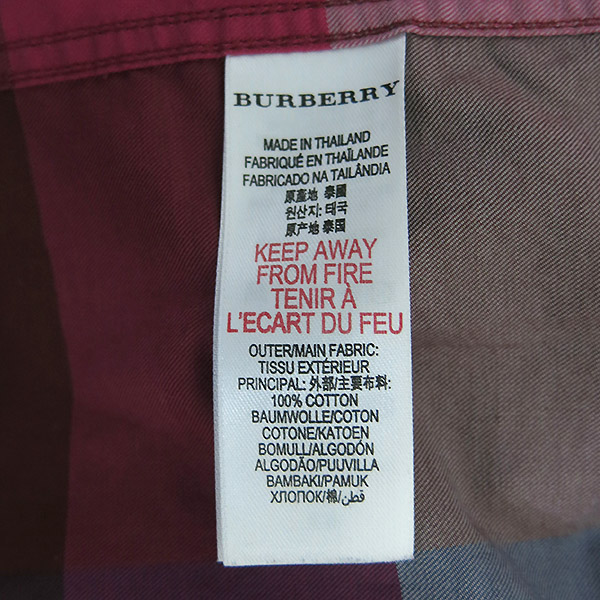 BURBERRY
MADE IN THAILAND
FABRIQUÉ EN THAÏLANDE
FABRICADO NA TAILÂNDIA
原產地 泰國
원산지: 태국
原产地 泰国
KEEP AWAY
FROM FIRE
TENIR À
L'ECART DU FEU
OUTER/MAIN FABRIC:
TISSU EXTÉRIEUR
PRINCIPAL: 外部/主要布料:
100% COTTON
BAUMWOLLE/COTON
COTONE/KATOEN
BOMULL/ALGODÓN
ALGODÃO/PUUVILLA
BAMBAKI/PAMUK
ХЛОПОК/棉/قطن